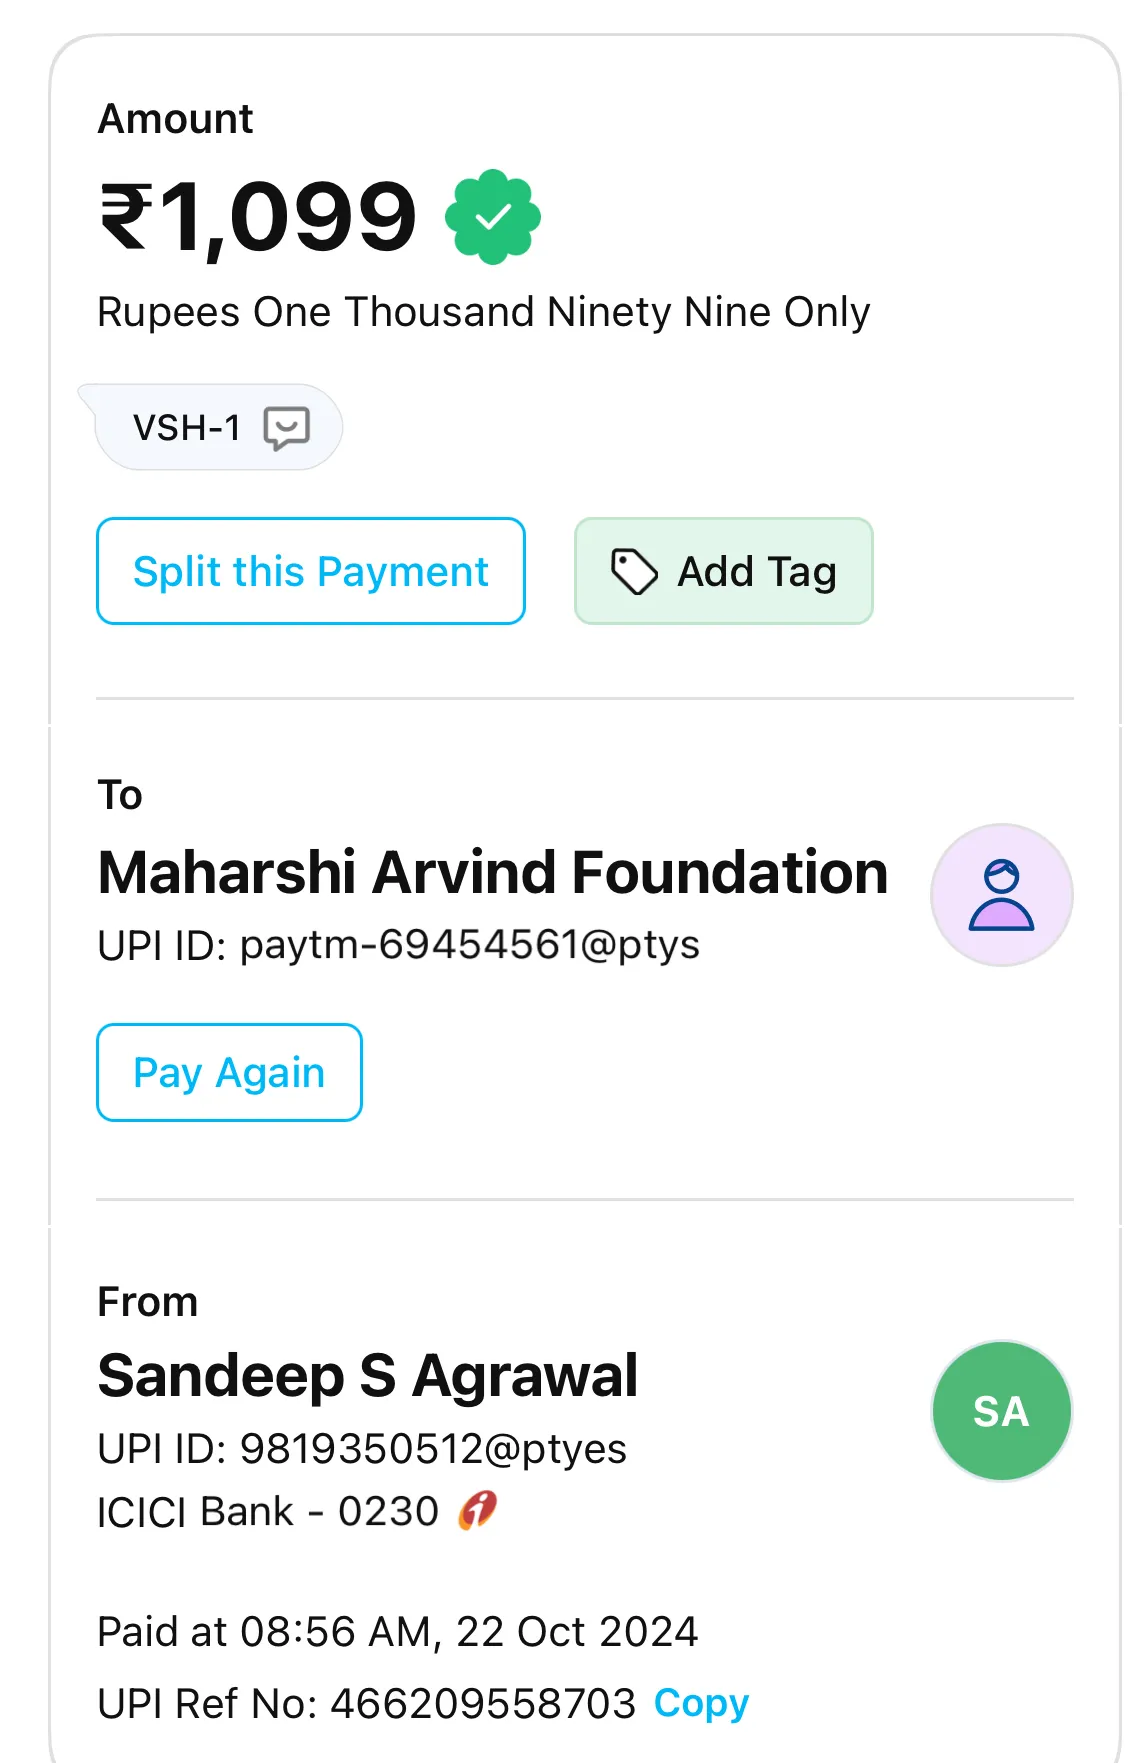 Amount
₹1,099
Rupees One Thousand Ninety Nine Only
VSH-1
Split this Payment
Add Tag
To
Maharshi Arvind Foundation
UPI ID: paytm-69454561@ptys
Pay Again
From
Sandeep S Agrawal
SA
UPI ID: 9819350512@ptyes
ICICI Bank - 0230
Paid at 08:56 AM, 22 Oct 2024
UPI Ref No: 466209558703 Copy